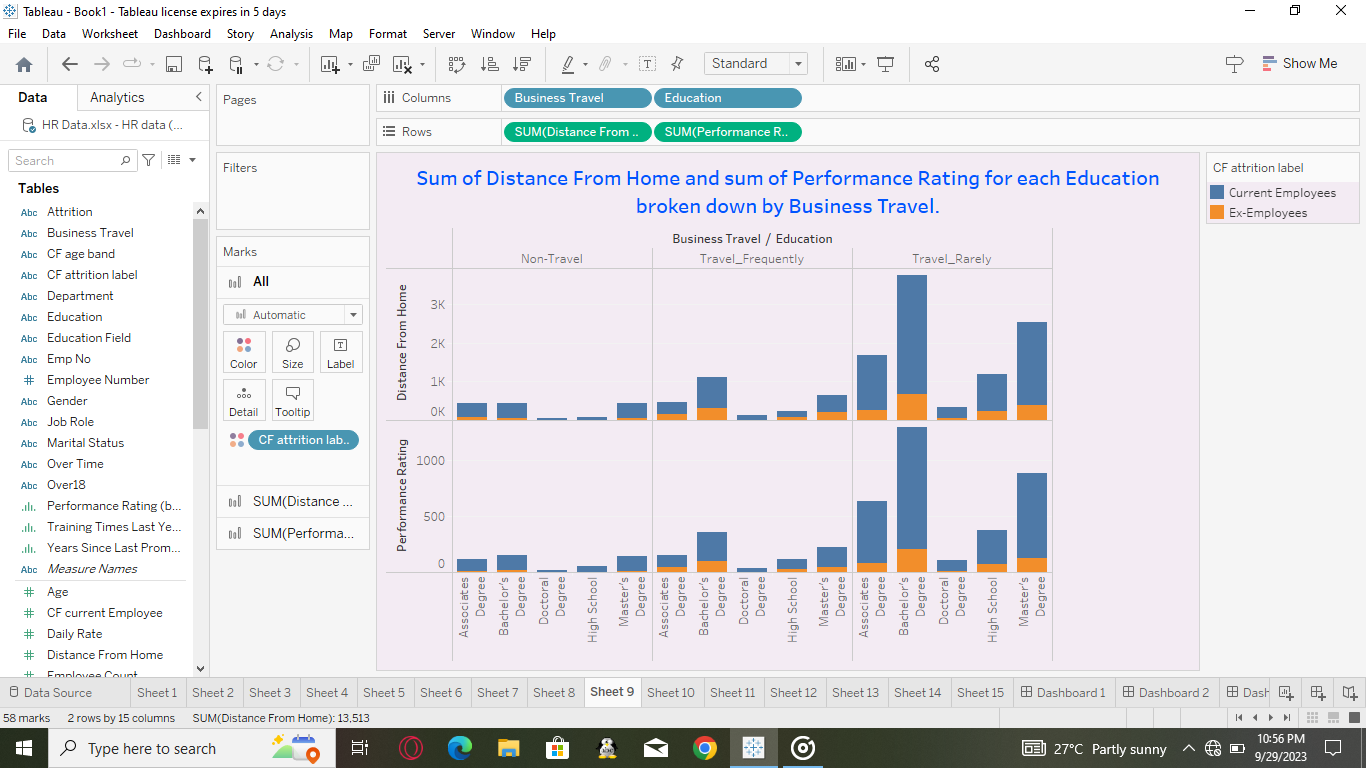 Tableau - Book1 - Tableau license expires in 5 days
File Data Worksheet Dashboard Story Analysis Map Format Server Window Help
Standard
Show Me
Data Analytics
HR Data.xlsx - HR data (...
Search
Tables
Abc Attrition
Abc Business Travel
Abc CF age band
Abc CF attrition label
Abc Department
Abc Education
Abc Education Field
Abc Emp No
Employee Number
Abc Gender
Abc Job Role
Abc Marital Status
Abc Over Time
Abc Over18
Performance Rating (b...
Training Times Last Ye...
Years Since Last Prom...
Abc Measure Names
Age
CF current Employee
Daily Rate
Distance From Home
Employee Count
Pages
Filters
Marks
All
Automatic
Color Size Label
Detail Tooltip
CF attrition lab..
SUM(Distance ...
SUM(Performa...
Columns Business Travel Education
Rows SUM(Distance From .. SUM(Performance R..
Sum of Distance From Home and sum of Performance Rating for each Education
broken down by Business Travel.
Business Travel / Education
Non-Travel Travel_Frequently Travel_Rarely
Distance From Home
3K
2K
1K
0K
Performance Rating
1000
500
0
Associates
Degree
Bachelor's
Degree
Doctoral
Degree
High School
Master's
Degree
Associates
Degree
Bachelor's
Degree
Doctoral
Degree
High School
Master's
Degree
Associates
Degree
Bachelor's
Degree
Doctoral
Degree
High School
Master's
Degree
CF attrition label
Current Employees
Ex-Employees
Data Source Sheet 1 Sheet 2 Sheet 3 Sheet 4 Sheet 5 Sheet 6 Sheet 7 Sheet 8 Sheet 9 Sheet 10 Sheet 11 Sheet 12 Sheet 13 Sheet 14 Sheet 15 Dashboard 1 Dashboard 2 Dash
58 marks 2 rows by 15 columns SUM(Distance From Home): 13,513
Type here to search
27°C Partly sunny
10:56 PM
9/29/2023